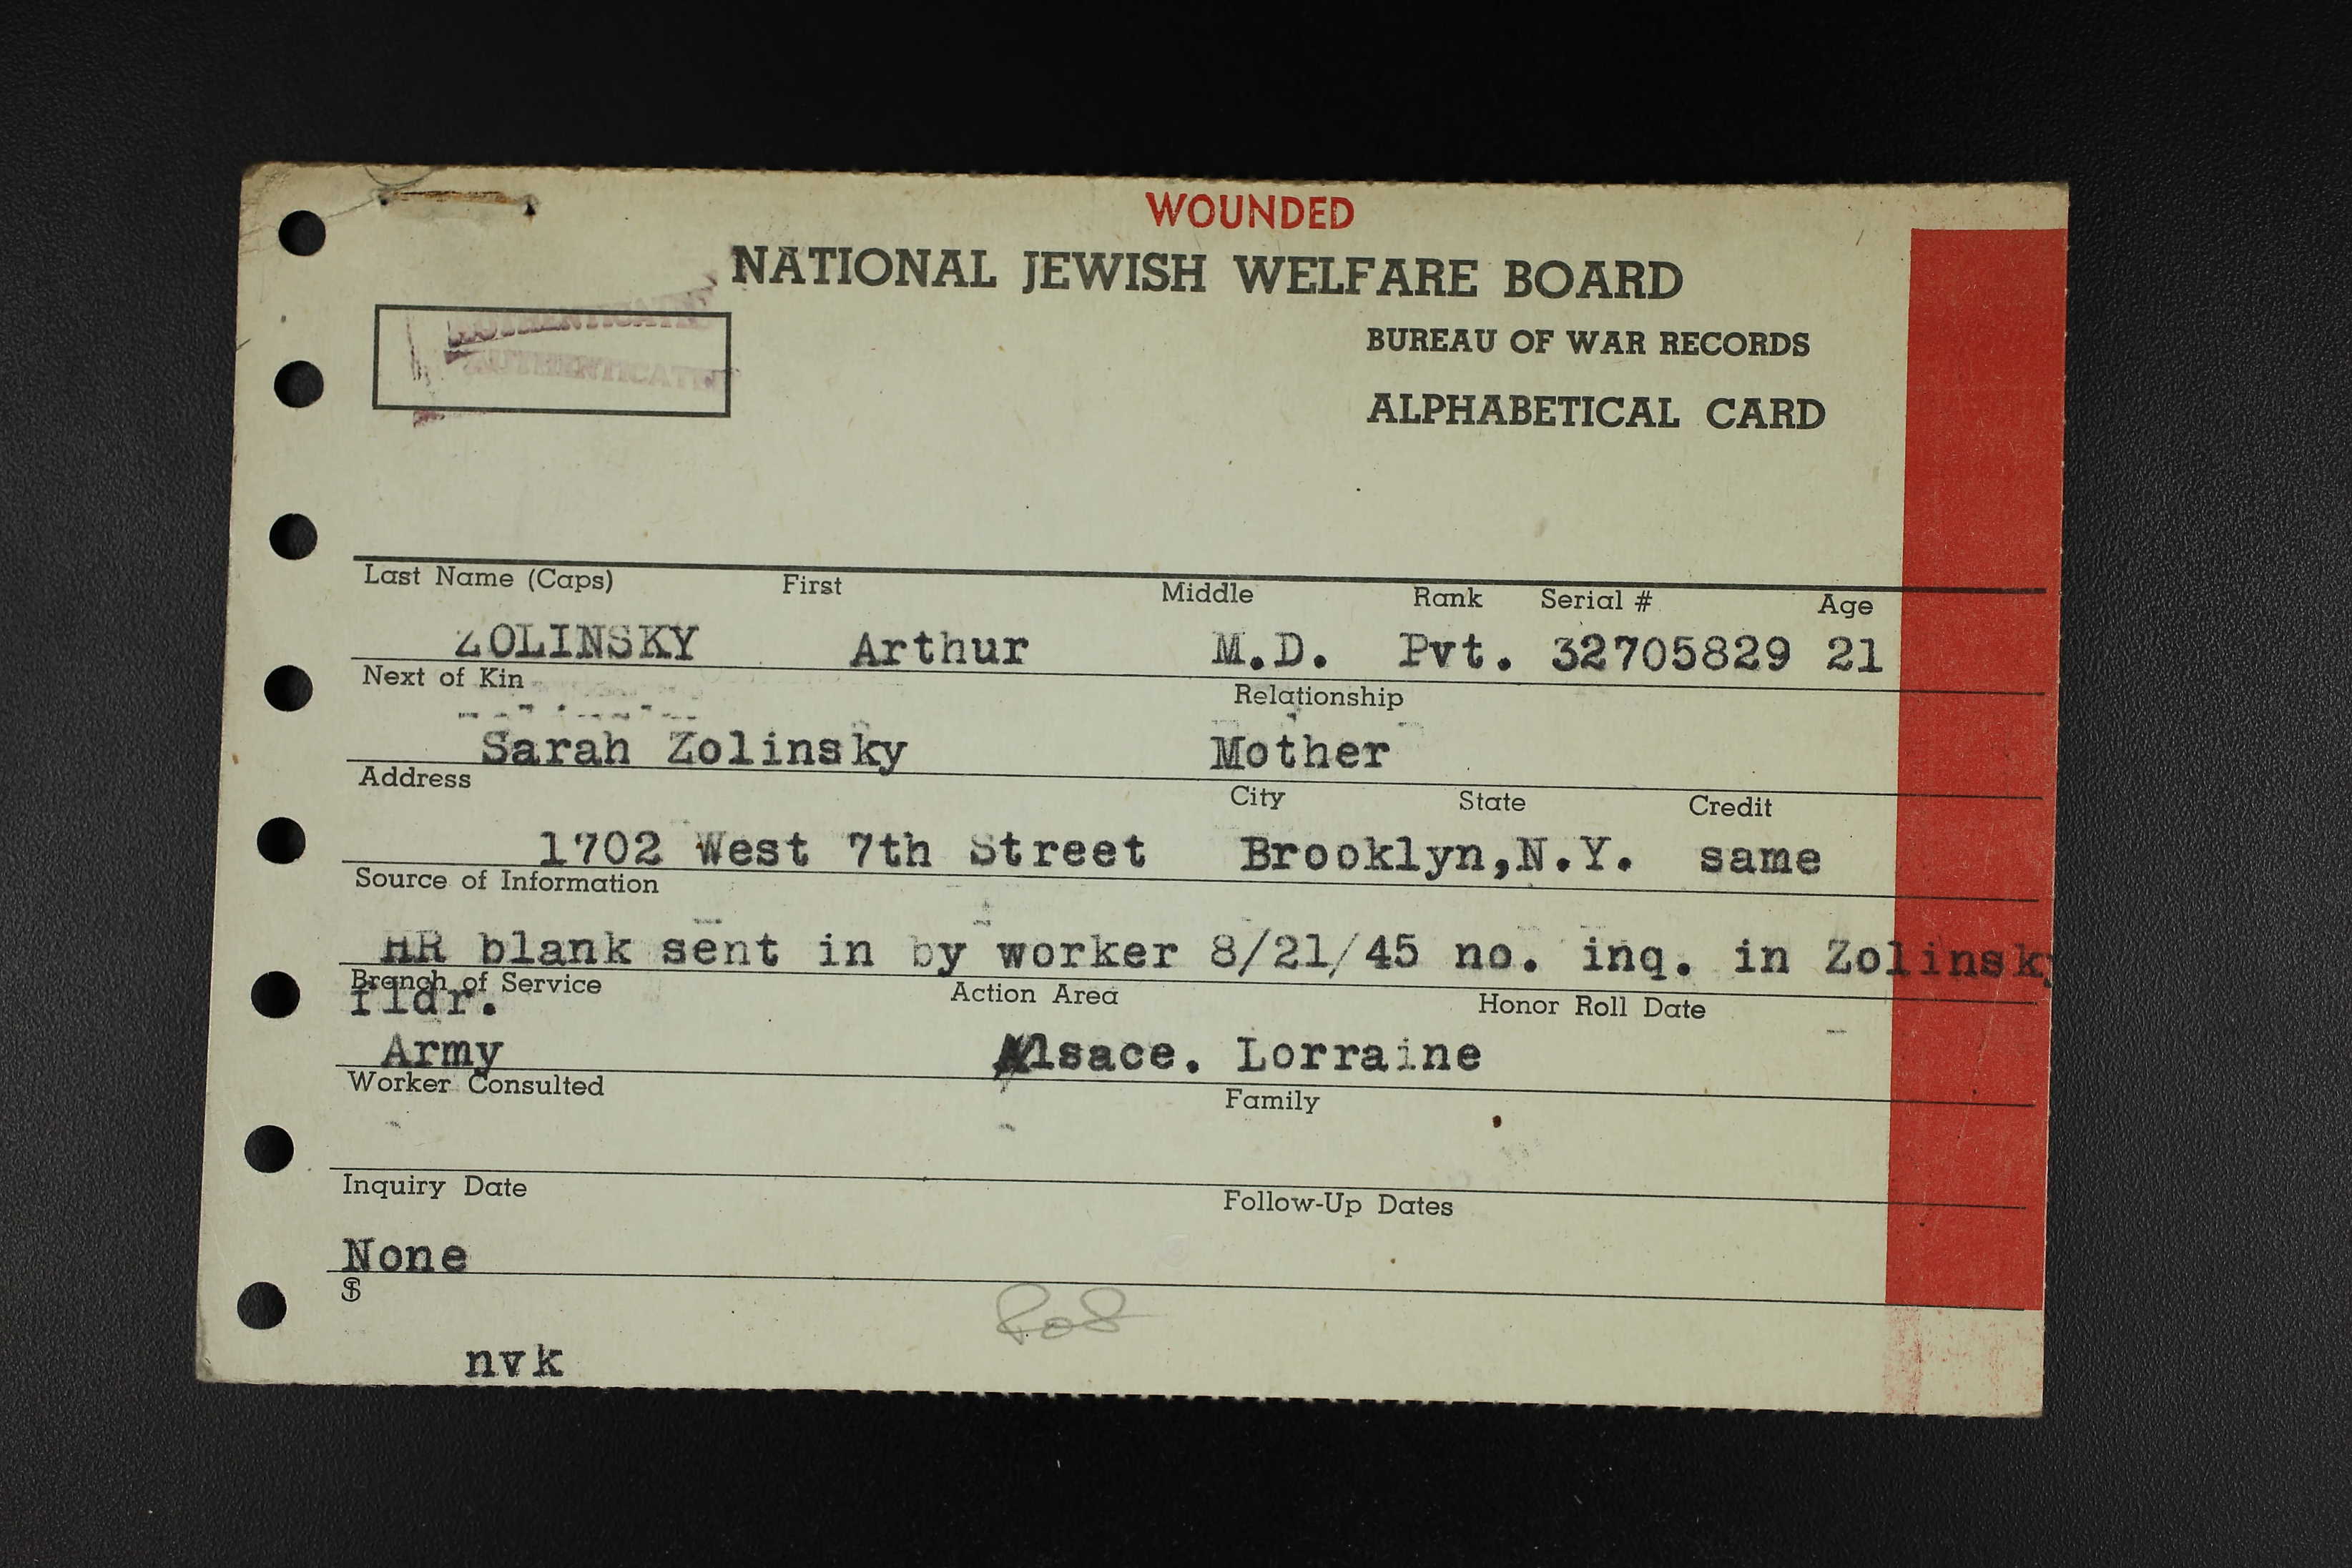 WOUNDED
NATIONAL JEWISH WELFARE BOARD
AUTHENTICATED
AUTHENTICATED
BUREAU OF WAR RECORDS
ALPHABETICAL CARD
Last Name (Caps) First Middle Rank Serial # Age
ZOLINSKY Arthur M.D. Pvt. 32705829 21
Next of Kin Relationship
Sarah Zolinsky Mother
Address City State Credit
1702 West 7th Street Brooklyn,N.Y. same
Source of Information
HR blank sent in by worker 8/21/45 no. inq. in Zolinsky
Branch of Service Action Area Honor Roll Date
fldr.
Army Alsace. Lorraine
Worker Consulted Family
Inquiry Date Follow-Up Dates
None
$
nvk